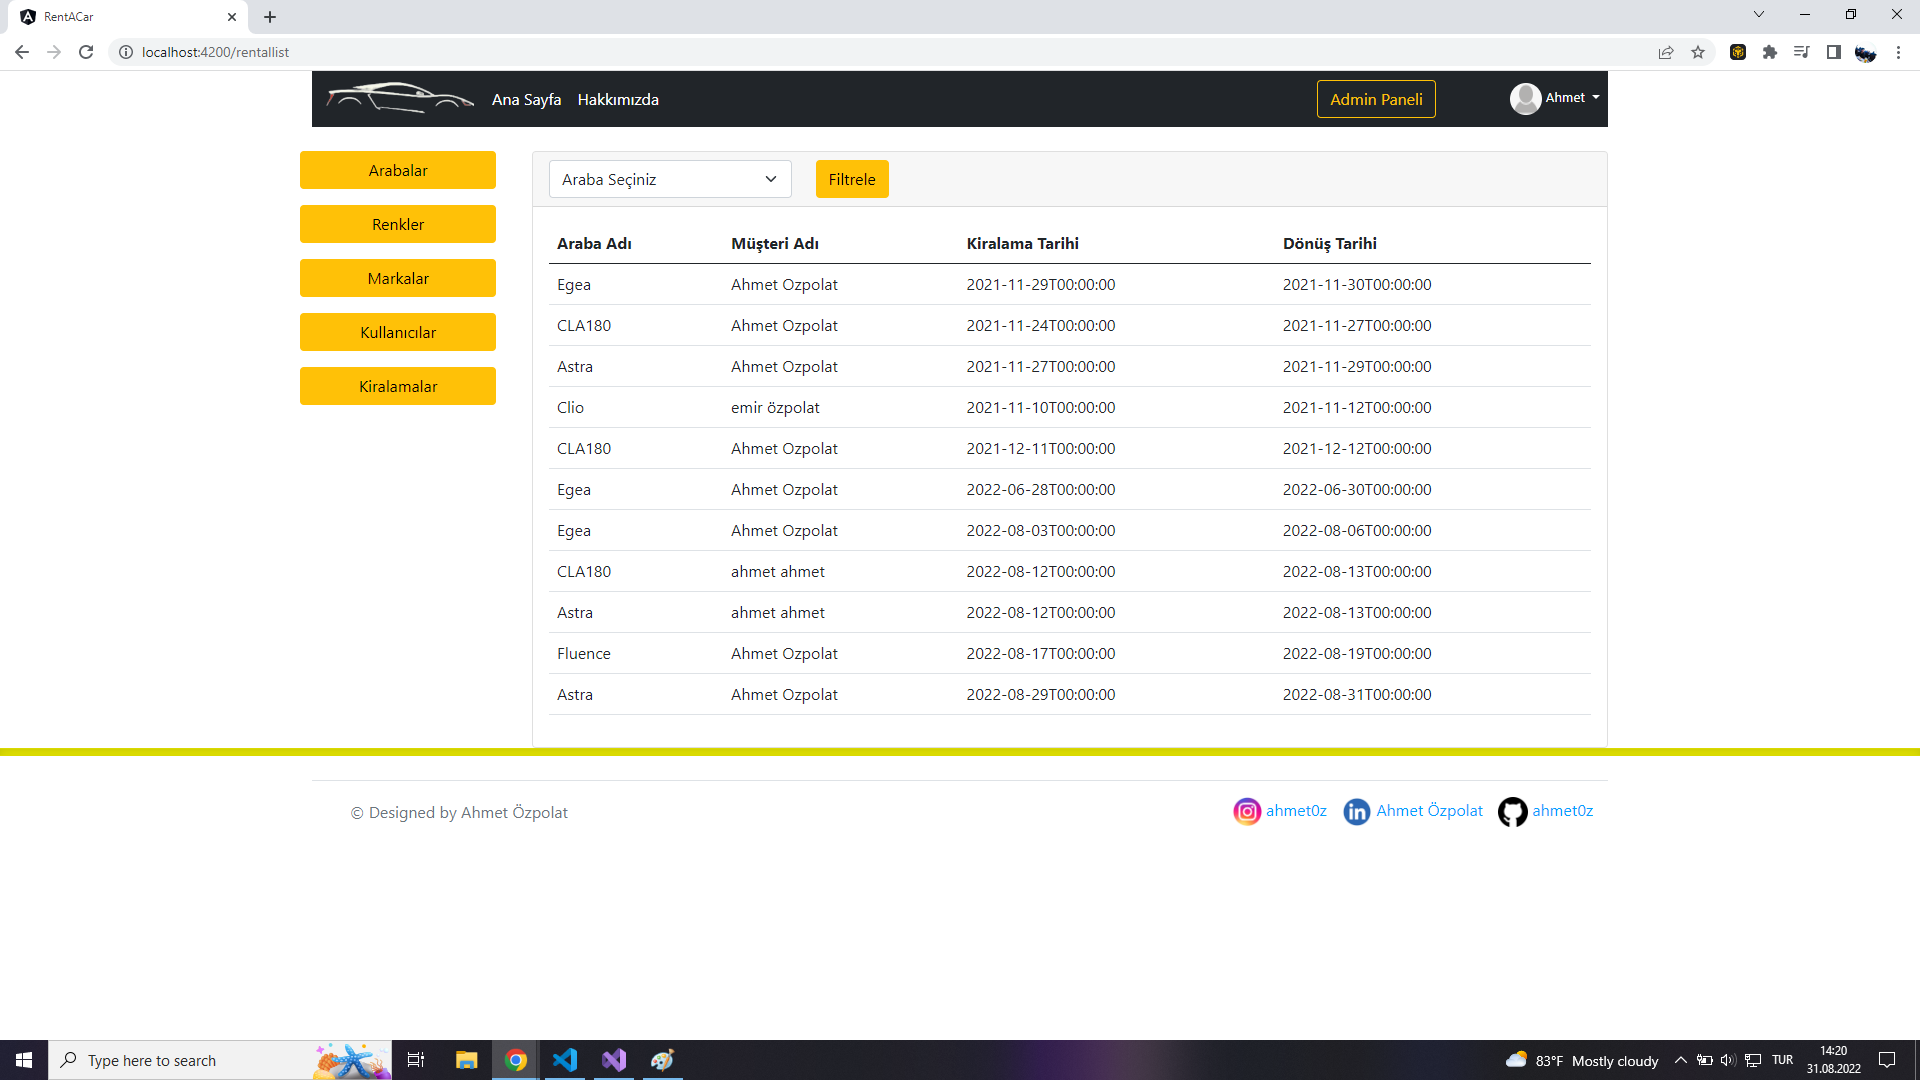 RentACar
localhost:4200/rentallist
Ana Sayfa Hakkımızda Admin Paneli Ahmet
Arabalar
Renkler
Markalar
Kullanıcılar
Kiralamalar
Araba Seçiniz Filtrele
Araba Adı Müşteri Adı Kiralama Tarihi Dönüş Tarihi
Egea Ahmet Ozpolat 2021-11-29T00:00:00 2021-11-30T00:00:00
CLA180 Ahmet Ozpolat 2021-11-24T00:00:00 2021-11-27T00:00:00
Astra Ahmet Ozpolat 2021-11-27T00:00:00 2021-11-29T00:00:00
Clio emir özpolat 2021-11-10T00:00:00 2021-11-12T00:00:00
CLA180 Ahmet Ozpolat 2021-12-11T00:00:00 2021-12-12T00:00:00
Egea Ahmet Ozpolat 2022-06-28T00:00:00 2022-06-30T00:00:00
Egea Ahmet Ozpolat 2022-08-03T00:00:00 2022-08-06T00:00:00
CLA180 ahmet ahmet 2022-08-12T00:00:00 2022-08-13T00:00:00
Astra ahmet ahmet 2022-08-12T00:00:00 2022-08-13T00:00:00
Fluence Ahmet Ozpolat 2022-08-17T00:00:00 2022-08-19T00:00:00
Astra Ahmet Ozpolat 2022-08-29T00:00:00 2022-08-31T00:00:00
© Designed by Ahmet Özpolat ahmet0z Ahmet Özpolat ahmet0z
Type here to search 83°F Mostly cloudy TUR 14:20
31.08.2022